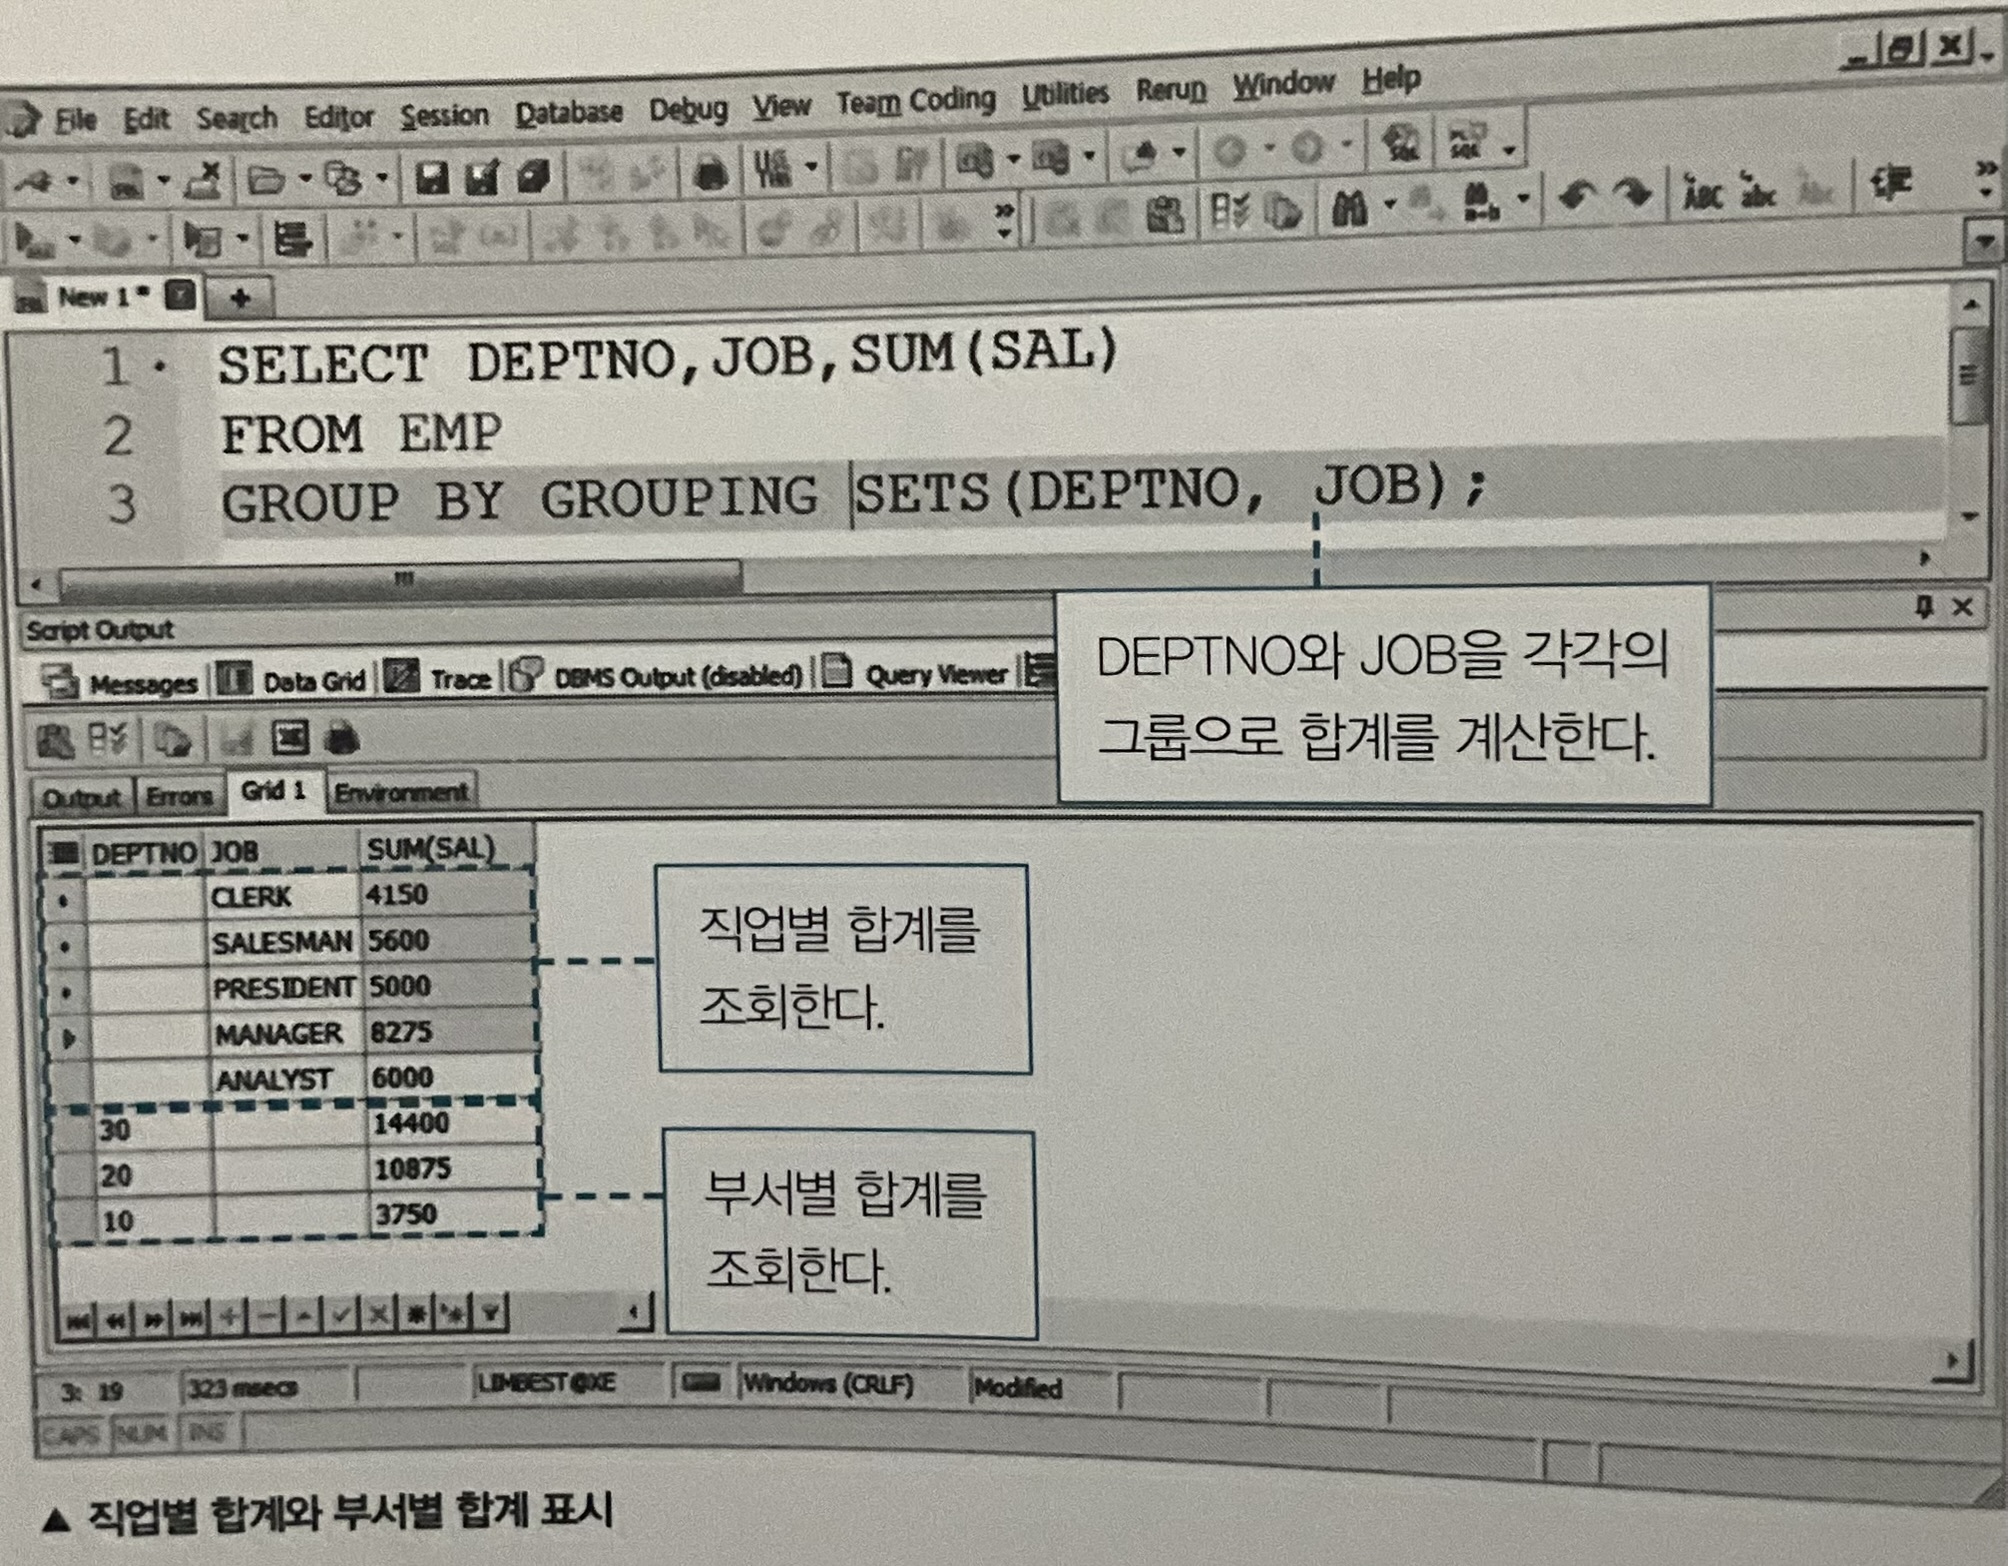 File Edit Search Editor Session Database Debug View Team Coding Utilities Rerun Window Help
New 1 * +
1 SELECT DEPTNO,JOB,SUM(SAL)
2 FROM EMP
3 GROUP BY GROUPING SETS(DEPTNO, JOB);
DEPTNO와 JOB을 각각의
그룹으로 합계를 계산한다.
Script Output
Messages Data Grid Trace DBMS Output (disabled) Query Viewer
Output Errors Grid 1 Environment
DEPTNO JOB SUM(SAL)
CLERK 4150
SALESMAN 5600
PRESIDENT 5000
MANAGER 8275
ANALYST 6000
30 14400
20 10875
10 3750
직업별 합계를
조회한다.
부서별 합계를
조회한다.
3: 19 323 msecs LIMBEST@XE Windows (CRLF) Modified
CAPS NUM INS
▲ 직업별 합계와 부서별 합계 표시